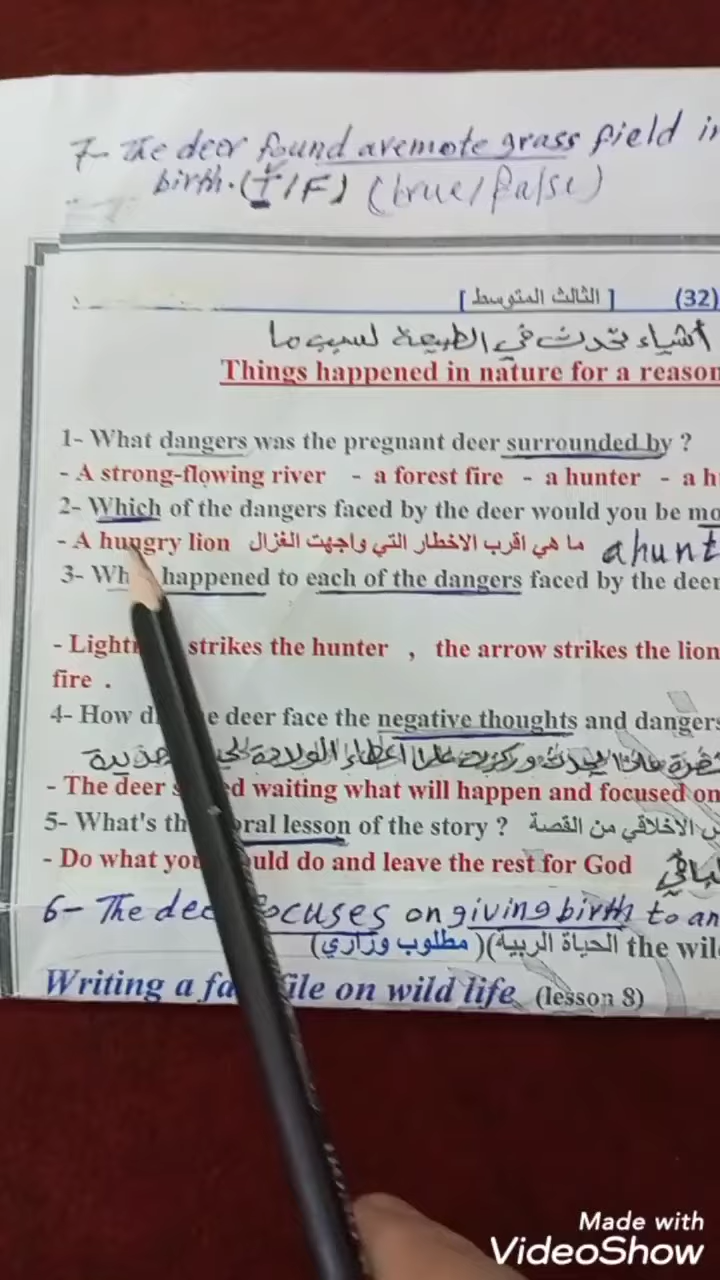 7- The deer found aremote grass field in
birth. (T/F) (true/false)
[ الثالث المتوسط ] (32)
أشياء تحدث في الطبيعة لسبب ما
Things happened in nature for a reason
1- What dangers was the pregnant deer surrounded by ?
- A strong-flowing river - a forest fire - a hunter - a h
2- Which of the dangers faced by the deer would you be mo
- A hungry lion ما هي اقرب الاخطار التي واجهت الغزال ahunt
3- Wh happened to each of the dangers faced by the deer
- Lightn strikes the hunter , the arrow strikes the lion
fire .
4- How d e deer face the negative thoughts and dangers
- The deer s d waiting what will happen and focused on
5- What's th oral lesson of the story ? الاخلاقي من القصة
- Do what you uld do and leave the rest for God
6- The dee focuses on giving birth to an
(مطلوب وزاري) (الحياة البرية the wil
Writing a fa file on wild life (lesson 8)
Made with
VideoShow